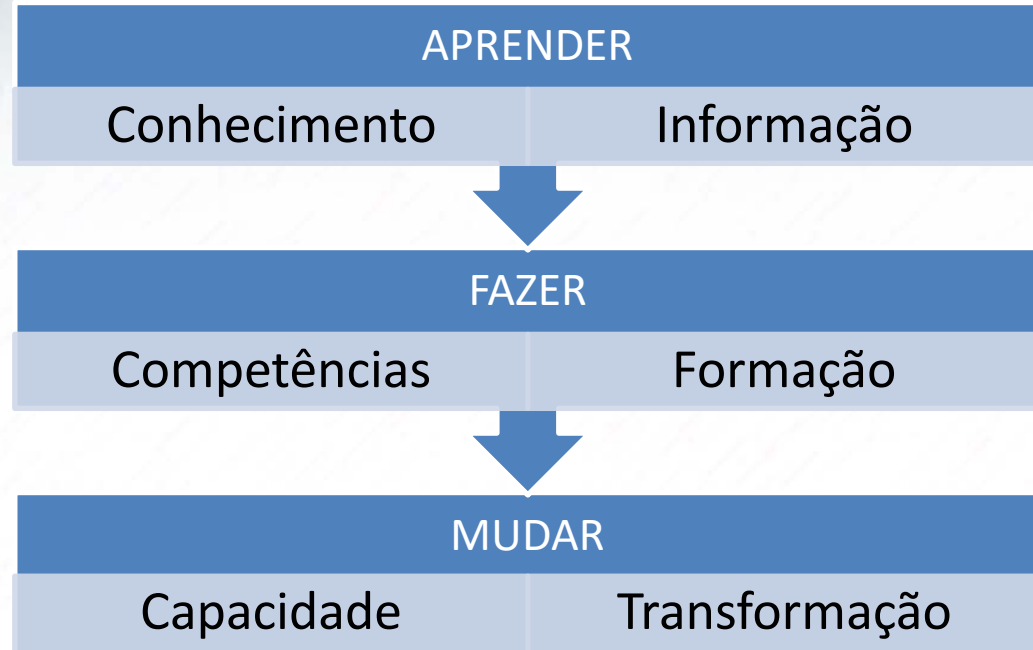 APRENDER
Conhecimento Informação
FAZER
Competências Formação
MUDAR
Capacidade Transformação